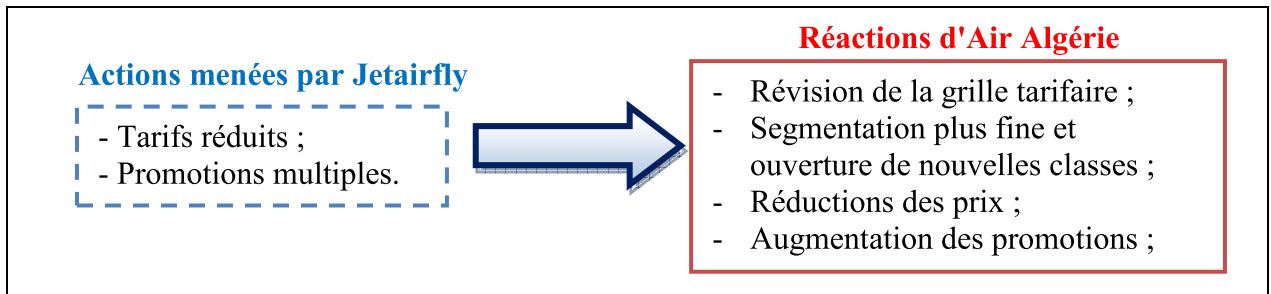 Actions menées par Jetairfly
- Tarifs réduits ;
- Promotions multiples.
Réactions d'Air Algérie
- Révision de la grille tarifaire ;
- Segmentation plus fine et
ouverture de nouvelles classes ;
- Réductions des prix ;
- Augmentation des promotions ;